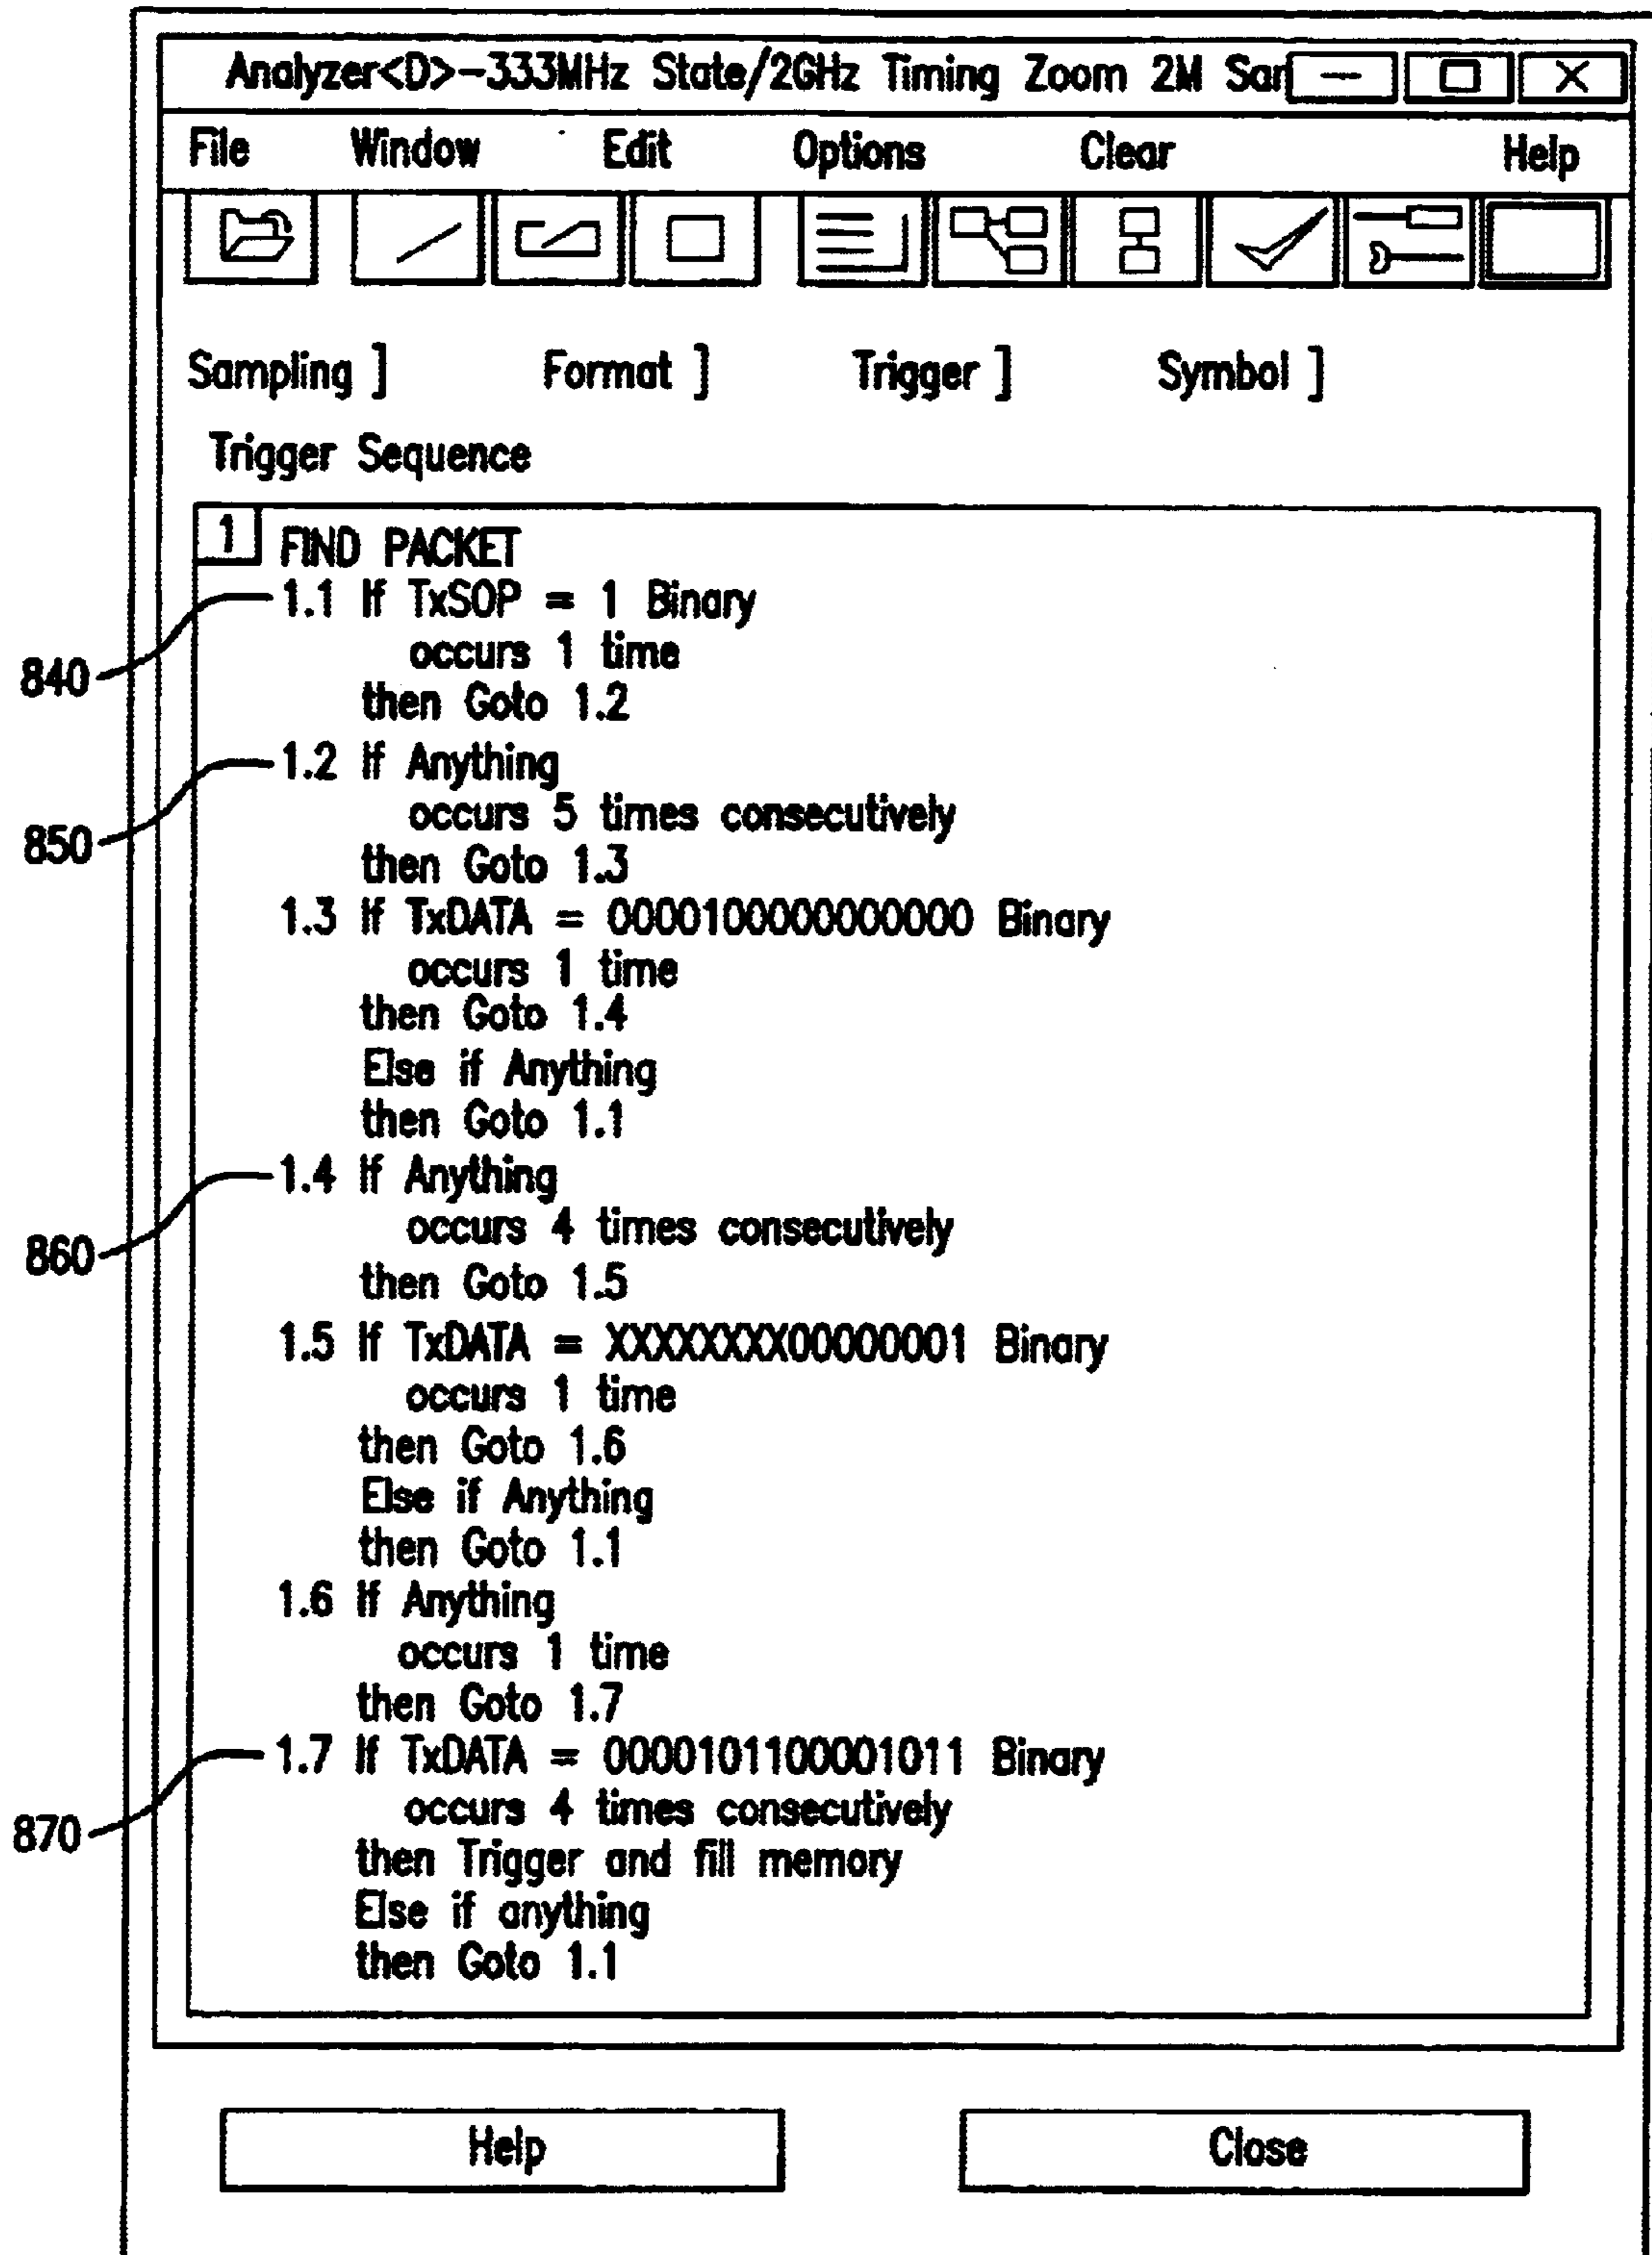 Analyzer<D>-333MHz State/2GHz Timing Zoom 2M Sam
File Window Edit Options Clear Help
Sampling ] Format ] Trigger ] Symbol ]
Trigger Sequence
1 FIND PACKET
1.1 If TxSOP = 1 Binary
occurs 1 time
840
then Goto 1.2
1.2 If Anything
occurs 5 times consecutively
850
then Goto 1.3
1.3 If TxDATA = 0000100000000000 Binary
occurs 1 time
then Goto 1.4
Else if Anything
then Goto 1.1
1.4 If Anything
occurs 4 times consecutively
860
then Goto 1.5
1.5 If TxDATA = XXXXXXXX00000001 Binary
occurs 1 time
then Goto 1.6
Else if Anything
then Goto 1.1
1.6 If Anything
occurs 1 time
then Goto 1.7
1.7 If TxDATA = 0000101100001011 Binary
occurs 4 times consecutively
870
then Trigger and fill memory
Else if anything
then Goto 1.1
Help Close